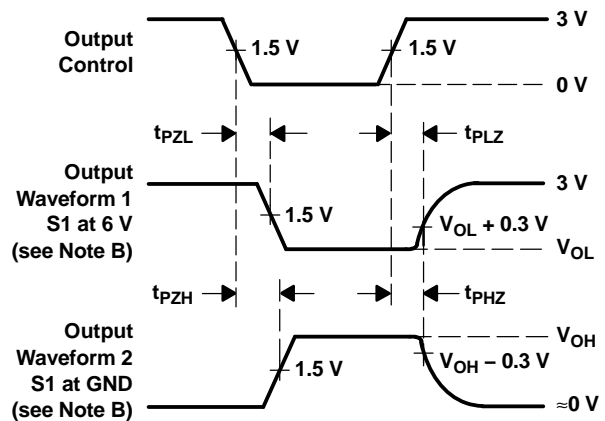 Output
Control
1.5 V
1.5 V
3 V
0 V
tPZL
tPLZ
Output
Waveform 1
S1 at 6 V
(see Note B)
1.5 V
3 V
VOL + 0.3 V
VOL
tPZH
tPHZ
Output
Waveform 2
S1 at GND
(see Note B)
1.5 V
VOH
VOH − 0.3 V
≈0 V